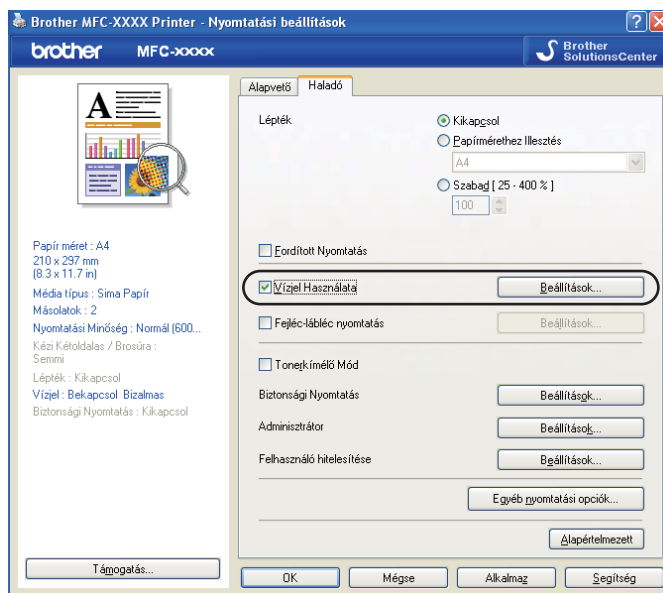 Brother MFC-XXXX Printer - Nyomtatási beállítások
brother MFC-xxxx
Brother
SolutionsCenter
A
Papír méret : A4
210 x 297 mm
(8.3 x 11.7 in)
Média típus : Sima Papír
Másolatok : 2
Nyomtatási Minőség : Normál (600...
Kézi Kétoldalas / Brosúra :
Semmi
Lépték : Kikapcsol
Vízjel : Bekapcsol Bizalmas
Biztonsági Nyomtatás : Kikapcsol
Támogatás...
Alapvető Haladó
Lépték
Kikapcsol
Papírmérethez Illesztés
A4
Szabad [ 25 - 400 % ]
100
Fordított Nyomtatás
Vízjel Használata Beállítások...
Fejléc-lábléc nyomtatás Beállítások...
Tonerkímélő Mód
Biztonsági Nyomtatás Beállítások...
Adminisztrátor Beállítások...
Felhasználó hitelesítése Beállítások...
Egyéb nyomtatási opciók...
Alapértelmezett
OK Mégse Alkalmaz Segítség